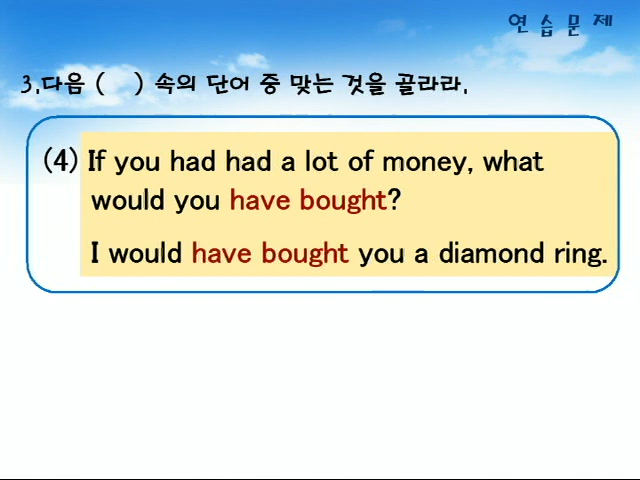 연 습 문 제
3.다음 (   ) 속의 단어 중 맞는 것을 골라라.
(4) If you had had a lot of money, what
would you have bought?
I would have bought you a diamond ring.